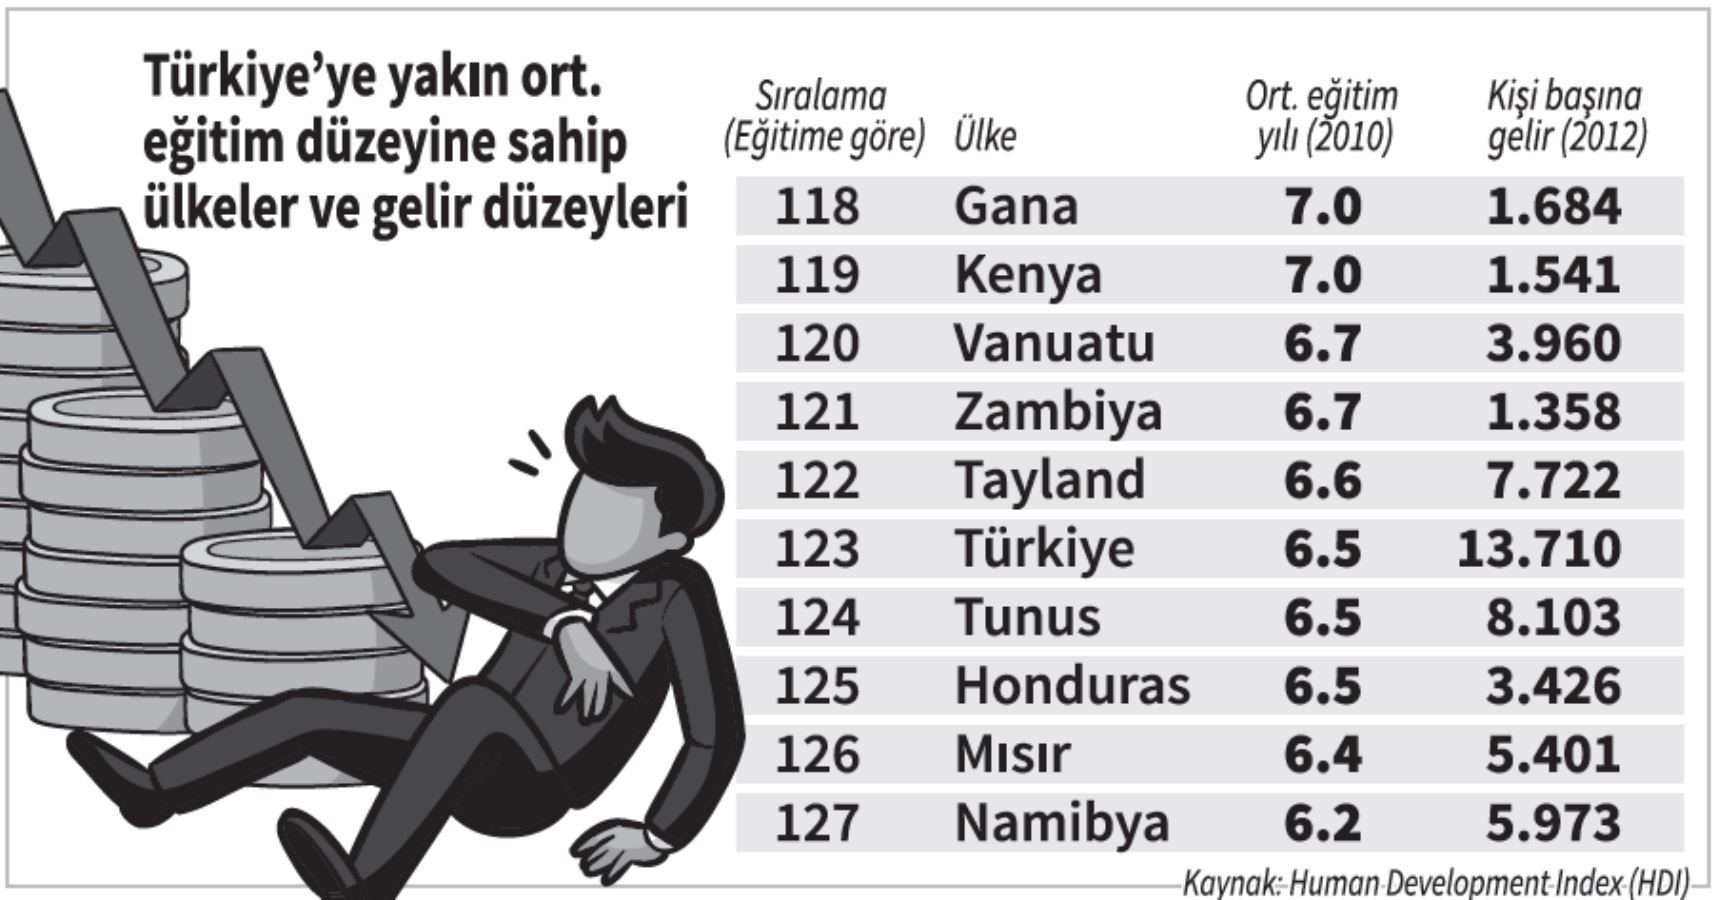 Türkiye’ye yakın ort.
eğitim düzeyine sahip
ülkeler ve gelir düzeyleri
Sıralama
(Eğitime göre) Ülke
Ort. eğitim
yılı (2010)
Kişi başına
gelir (2012)
118 Gana 7.0 1.684
119 Kenya 7.0 1.541
120 Vanuatu 6.7 3.960
121 Zambiya 6.7 1.358
122 Tayland 6.6 7.722
123 Türkiye 6.5 13.710
124 Tunus 6.5 8.103
125 Honduras 6.5 3.426
126 Mısır 6.4 5.401
127 Namibya 6.2 5.973
Kaynak: Human Development Index (HDI)